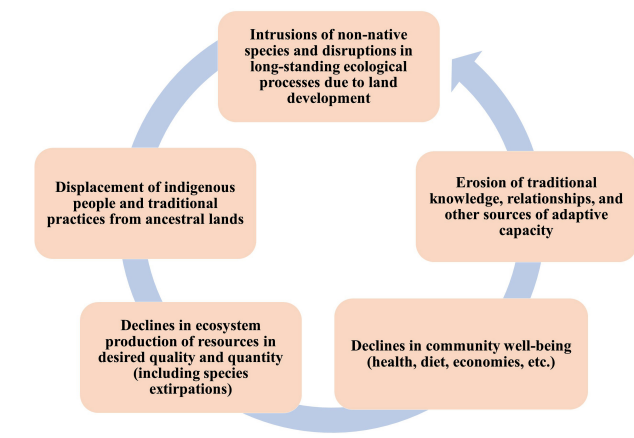 Intrusions of non-native
species and disruptions in
long-standing ecological
processes due to land
development
Displacement of indigenous
people and traditional
practices from ancestral lands
Erosion of traditional
knowledge, relationships, and
other sources of adaptive
capacity
Declines in ecosystem
production of resources in
desired quality and quantity
(including species
extirpations)
Declines in community well-being
(health, diet, economies, etc.)